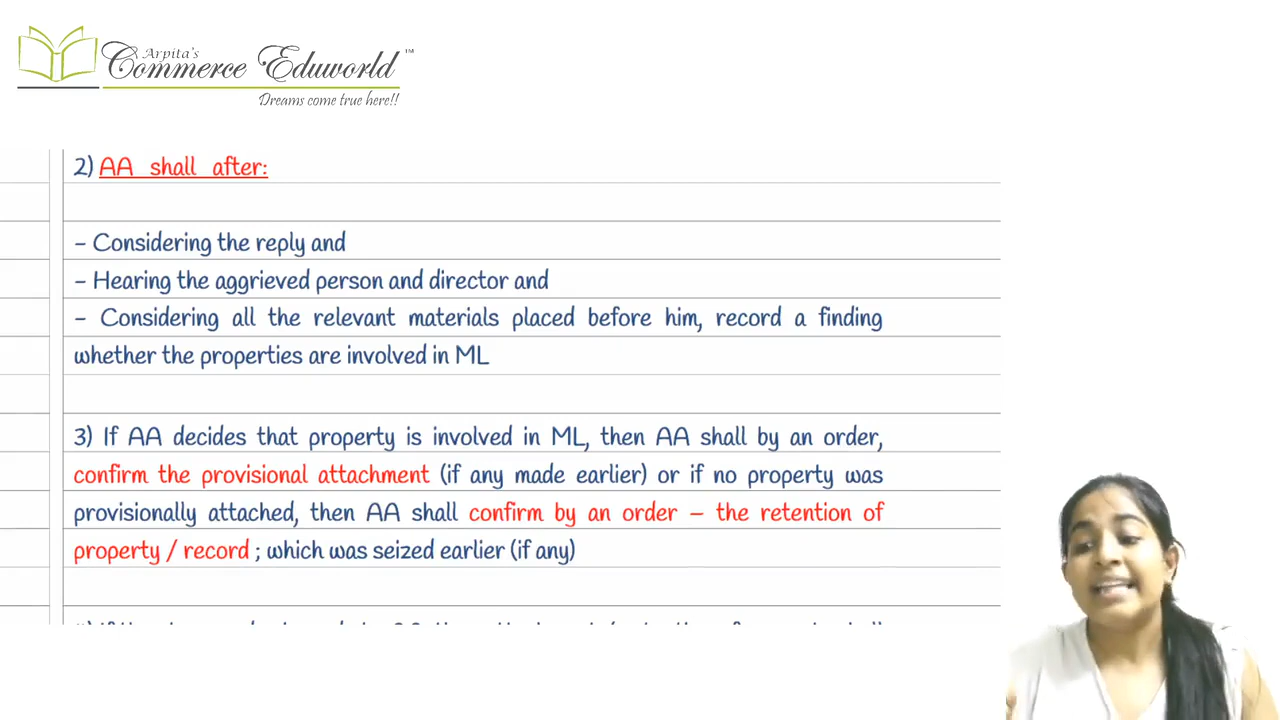 Arpita's
Commerce Eduworld™
Dreams come true here!!
2) AA shall after:
- Considering the reply and
- Hearing the aggrieved person and director and
- Considering all the relevant materials placed before him, record a finding
whether the properties are involved in ML
3) If AA decides that property is involved in ML, then AA shall by an order,
confirm the provisional attachment (if any made earlier) or if no property was
provisionally attached, then AA shall confirm by an order – the retention of
property / record ; which was seized earlier (if any)